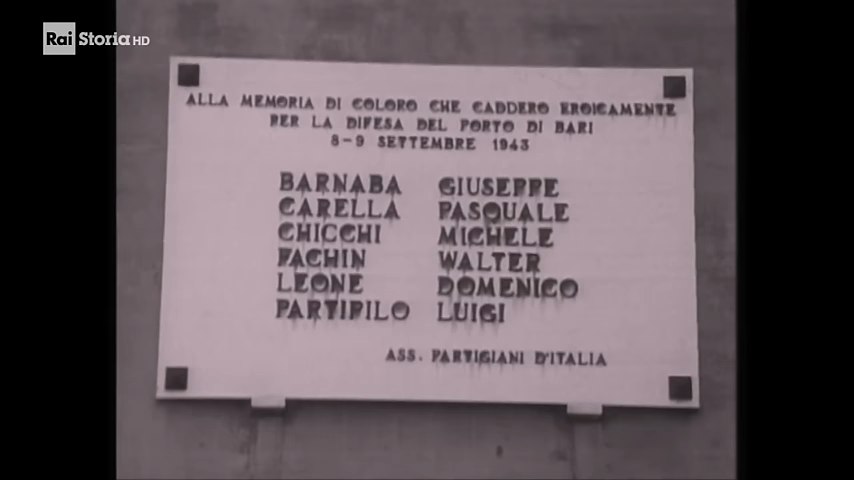 Rai Storia HD
ALLA MEMORIA DI COLORO CHE CADDERO EROICAMENTE
PER LA DIFESA DEL PORTO DI BARI
8-9 SETTEMBRE 1943
BARNABA GIUSEPPE
CARELLA PASQUALE
CHICCHI MICHELE
FACHIN WALTER
LEONE DOMENICO
PARTIPILO LUIGI
ASS. PARTIGIANI D'ITALIA